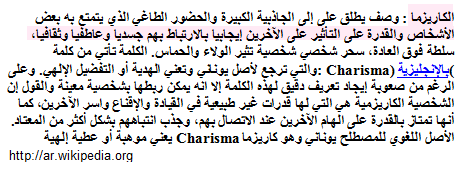 الكاريزما : وصف يطلق على إلى الجاذبية الكبيرة والحضور الطاغي الذي يتمتع به بعض
الأشخاص والقدرة على التأثير على الآخرين إيجابيا بالارتباط بهم جسديا وعاطفيا وثقافيا،
سلطة فوق العادة، سحر شخصي شخصية تثير الولاء والحماس. الكلمة تأتي من كلمة
)بالإنجليزية (Charisma :والتي ترجع لأصل يوناني وتعني الهدية أو التفضيل الإلهي. وعلى
الرغم من صعوبة إيجاد تعريف دقيق لهذه الكلمة إلا انه يمكن ربطها بشخصية معينة والقول إن
الشخصية الكاريزمية هي التي لها قدرات غير طبيعية في القيادة والإقناع واسر الآخرين، كما
أنها تمتاز بالقدرة على الهام الآخرين عند الاتصال بهم، وجذب انتباههم بشكل أكثر من المعتاد.
الأصل اللغوي للمصطلح يوناني وهو كاريزما Charisma يعني موهبة أو عطية إلهية
http://ar.wikipedia.org